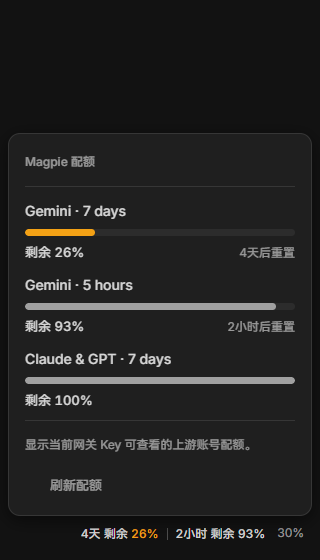 Magpie 配额
Gemini · 7 days
剩余 26% 4天后重置
Gemini · 5 hours
剩余 93% 2小时后重置
Claude & GPT · 7 days
剩余 100%
显示当前网关 Key 可查看的上游账号配额。
刷新配额
4天 剩余 26% | 2小时 剩余 93% 30%